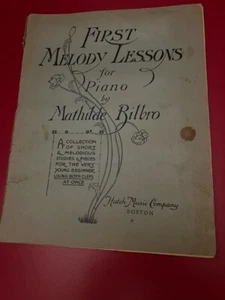 First
Melody Lessons
for
Piano
by
Mathilde Bilbro
A
COLLECTION
OF SHORT
& MELODIOUS
STUDIES & PIECES
FOR THE VERY
YOUNG BEGINNER,
USING BOTH CLEFS
AT ONCE
Hatch Music Company
BOSTON